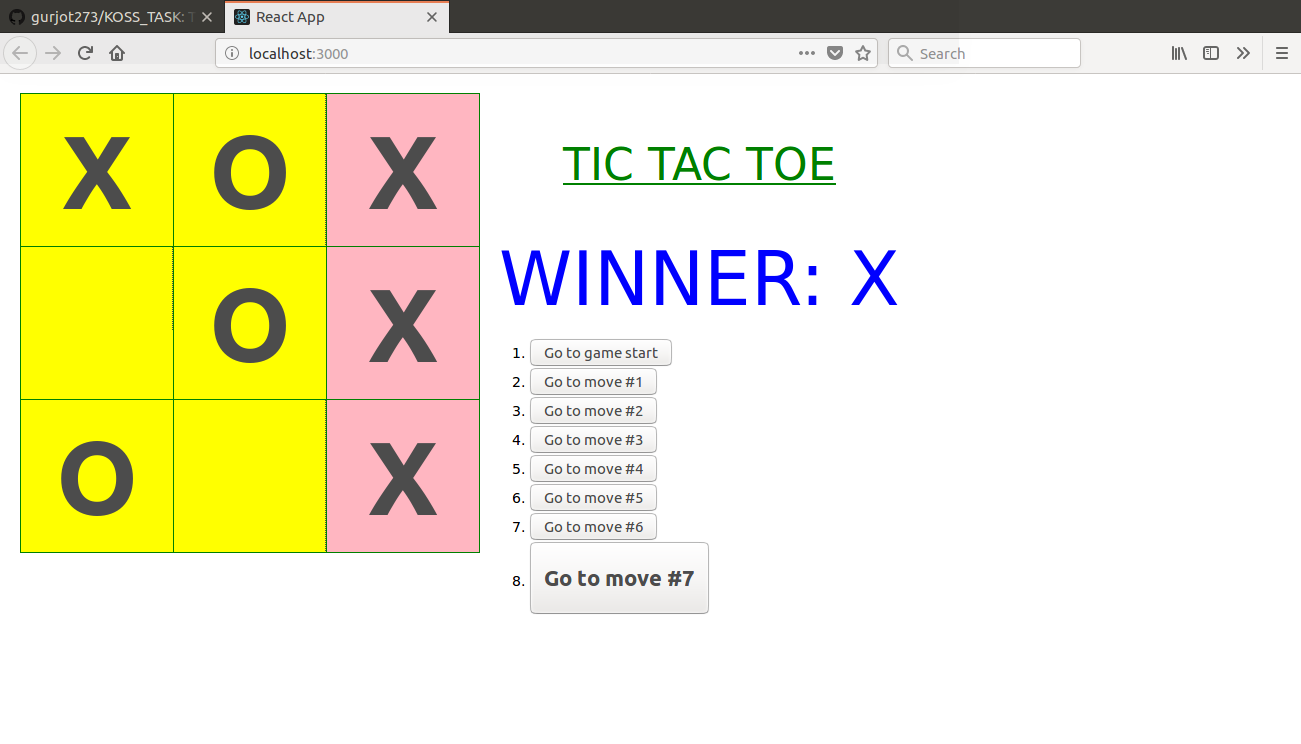 gurjot273/KOSS_TASK: T
React App
localhost:3000
Search
X O X
O X
O X
TIC TAC TOE
WINNER: X
1. Go to game start
2. Go to move #1
3. Go to move #2
4. Go to move #3
5. Go to move #4
6. Go to move #5
7. Go to move #6
8. Go to move #7